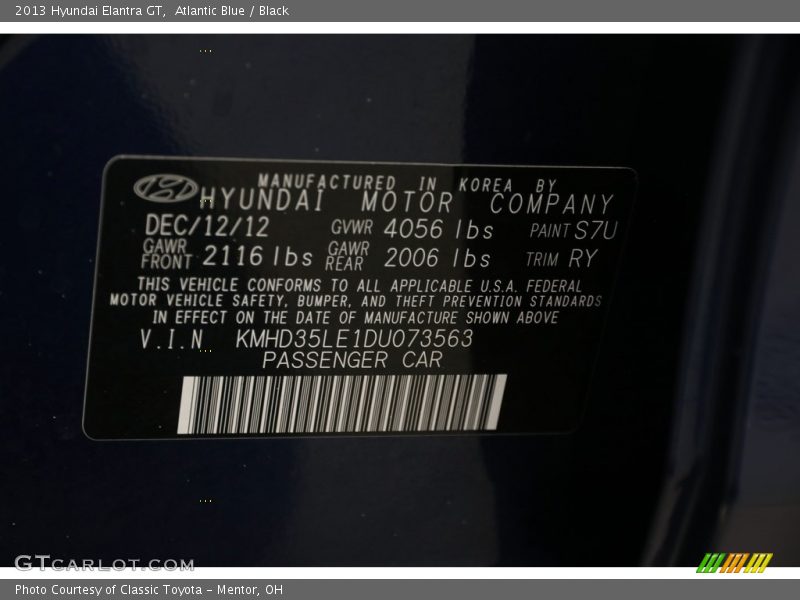 2013 Hyundai Elantra GT,  Atlantic Blue / Black
MANUFACTURED IN KOREA BY
HYUNDAI MOTOR COMPANY
DEC/12/12 GVWR 4056 lbs PAINT S7U
GAWR FRONT 2116 lbs GAWR REAR 2006 lbs TRIM RY
THIS VEHICLE CONFORMS TO ALL APPLICABLE U.S.A. FEDERAL
MOTOR VEHICLE SAFETY, BUMPER, AND THEFT PREVENTION STANDARDS
IN EFFECT ON THE DATE OF MANUFACTURE SHOWN ABOVE
V.I.N KMHD35LE1DU073563
PASSENGER CAR
GTCARLOT.COM
Photo Courtesy of Classic Toyota - Mentor, OH